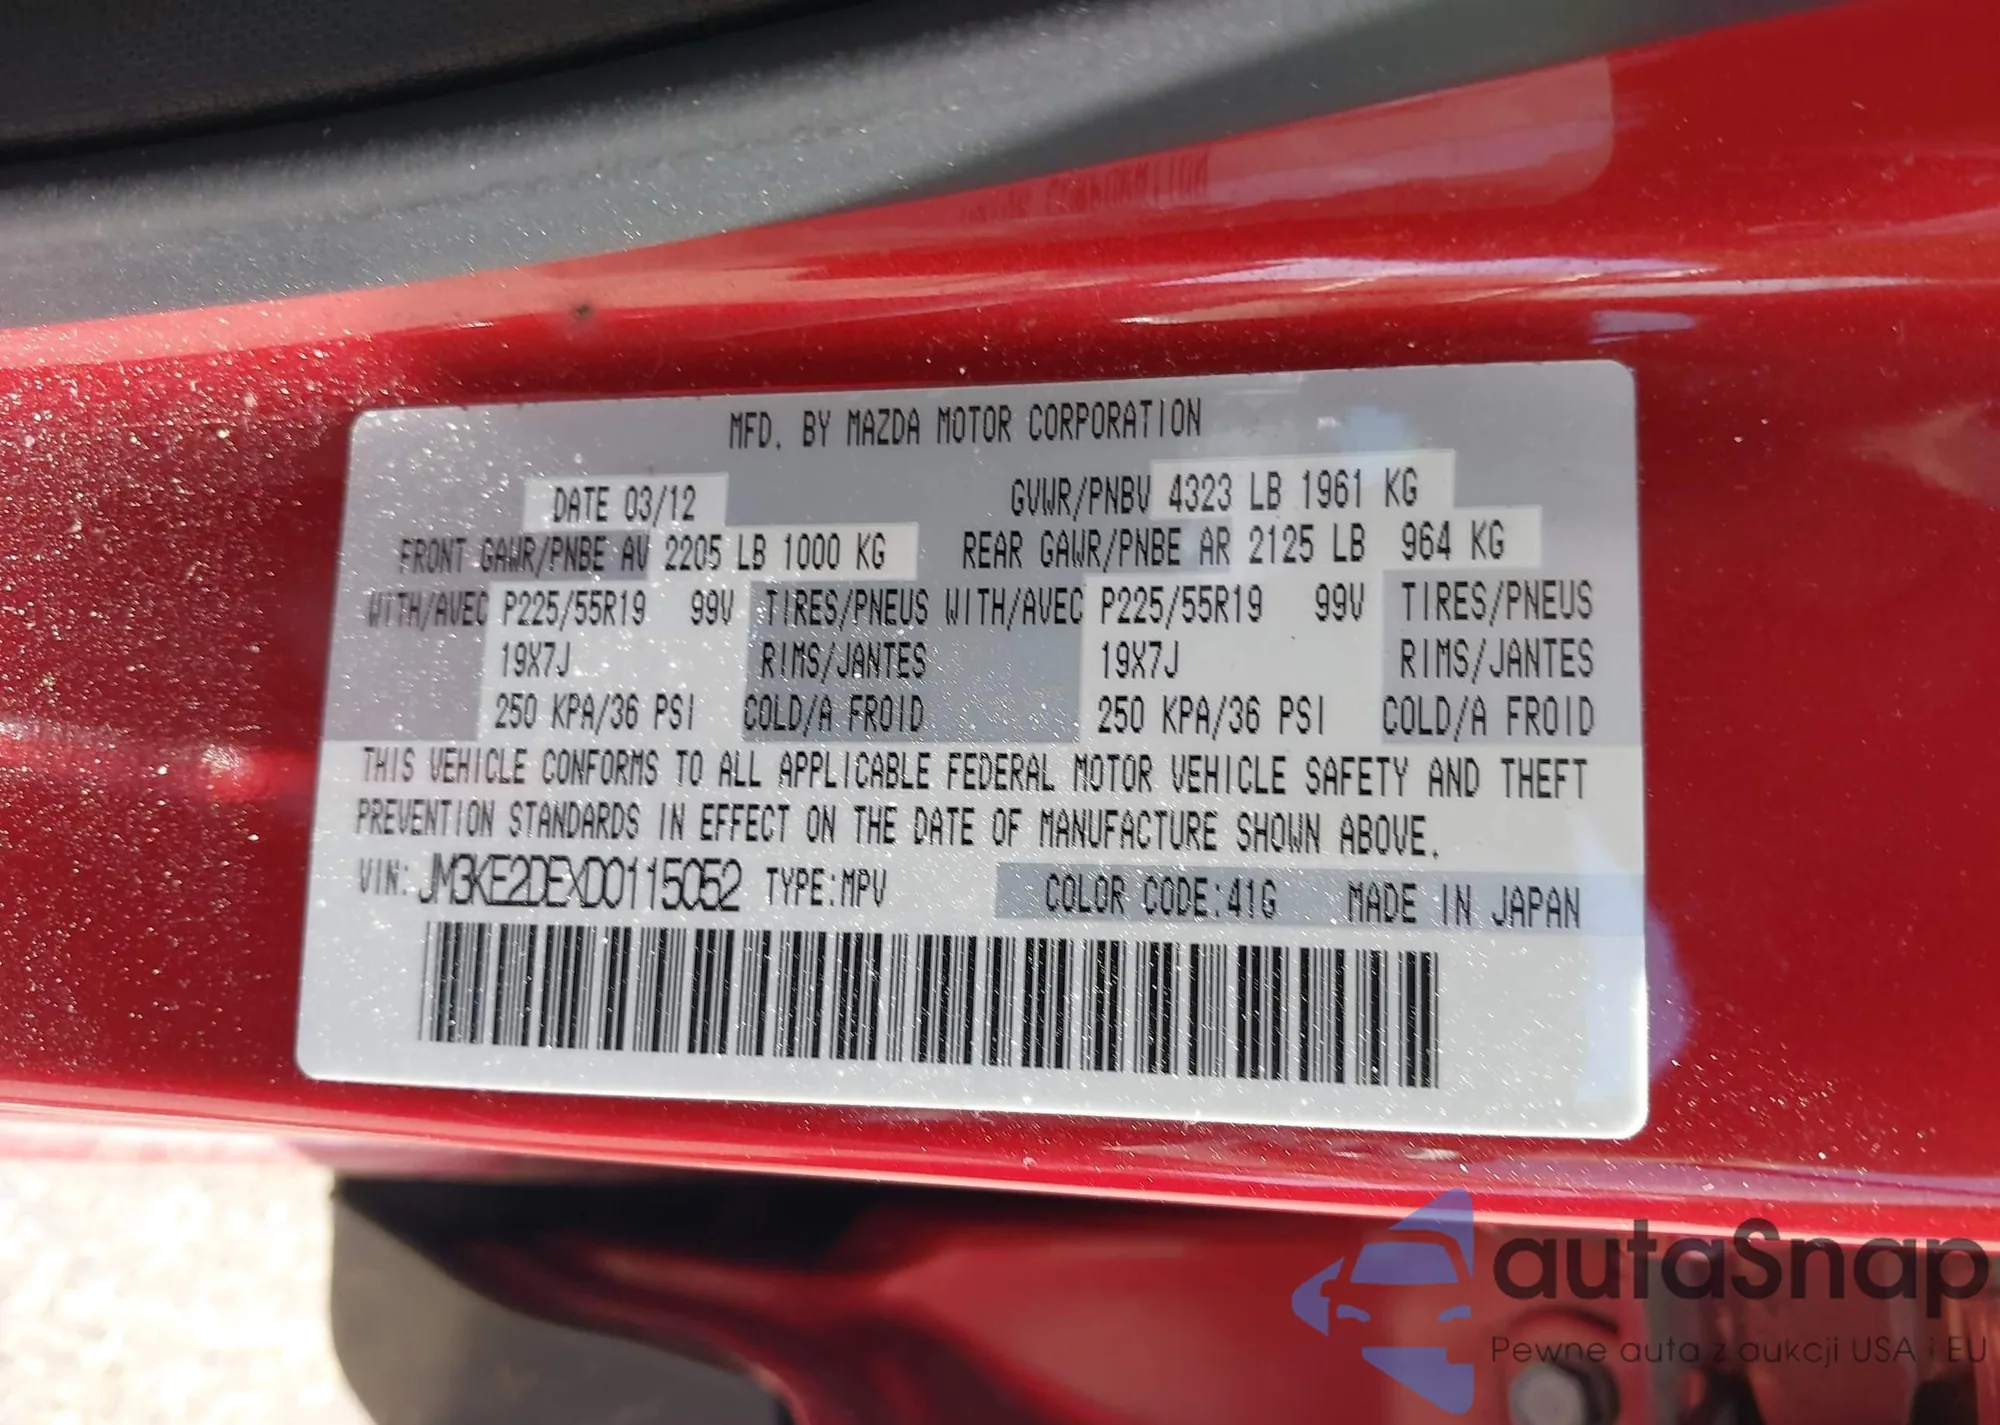 MFD. BY MAZDA MOTOR CORPORATION
DATE 03/12 GVWR/PNBV 4323 LB 1961 KG
FRONT GAWR/PNBE AV 2205 LB 1000 KG REAR GAWR/PNBE AR 2125 LB 964 KG
WITH/AVEC P225/55R19 99V TIRES/PNEUS WITH/AVEC P225/55R19 99V TIRES/PNEUS
19X7J RIMS/JANTES 19X7J RIMS/JANTES
250 KPA/36 PSI COLD/A FROID 250 KPA/36 PSI COLD/A FROID
THIS VEHICLE CONFORMS TO ALL APPLICABLE FEDERAL MOTOR VEHICLE SAFETY AND THEFT
PREVENTION STANDARDS IN EFFECT ON THE DATE OF MANUFACTURE SHOWN ABOVE.
VIN: JM3KE2DEXD0115052 TYPE:MPV COLOR CODE:41G MADE IN JAPAN
autaSnap
Pewne auta z aukcji USA i EU